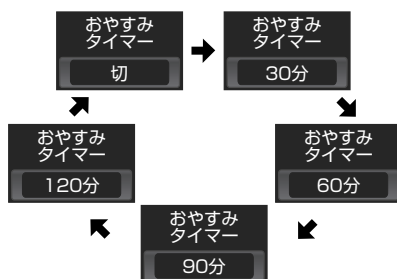 おやすみ
タイマー
切
おやすみ
タイマー
30分
おやすみ
タイマー
60分
おやすみ
タイマー
90分
おやすみ
タイマー
120分